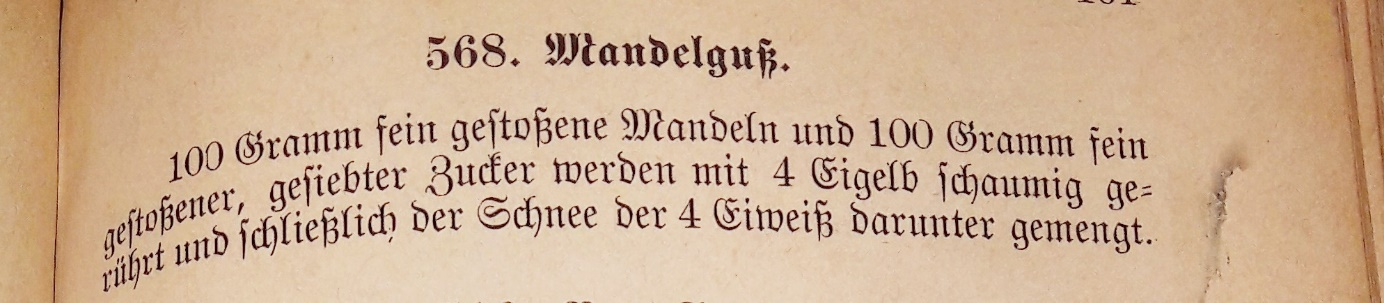 568. Mandelguß.
100 Gramm fein geſtoßene Mandeln und 100 Gramm fein
geſtoßener, geſiebter Zucker werden mit 4 Eigelb ſchaumig ge⸗
rührt und ſchließlich der Schnee der 4 Eiweiß darunter gemengt.